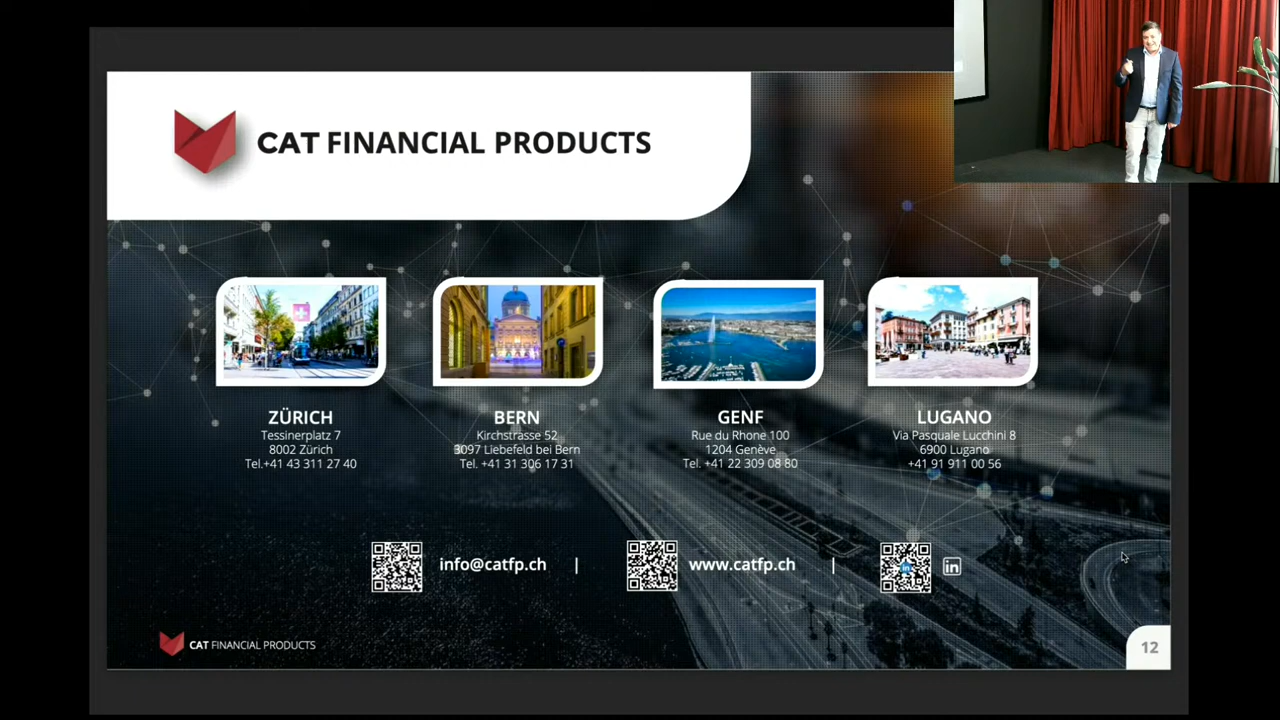 CAT FINANCIAL PRODUCTS
ZÜRICH
Tessinerplatz 7
8002 Zürich
Tel.+41 43 311 27 40
BERN
Kirchstrasse 52
3097 Liebefeld bei Bern
Tel. +41 31 306 17 31
GENF
Rue du Rhone 100
1204 Genève
Tel. +41 22 309 08 80
LUGANO
Via Pasquale Lucchini 8
6900 Lugano
+41 91 911 00 56
info@catfp.ch |
www.catfp.ch |
in
in
CAT FINANCIAL PRODUCTS
12